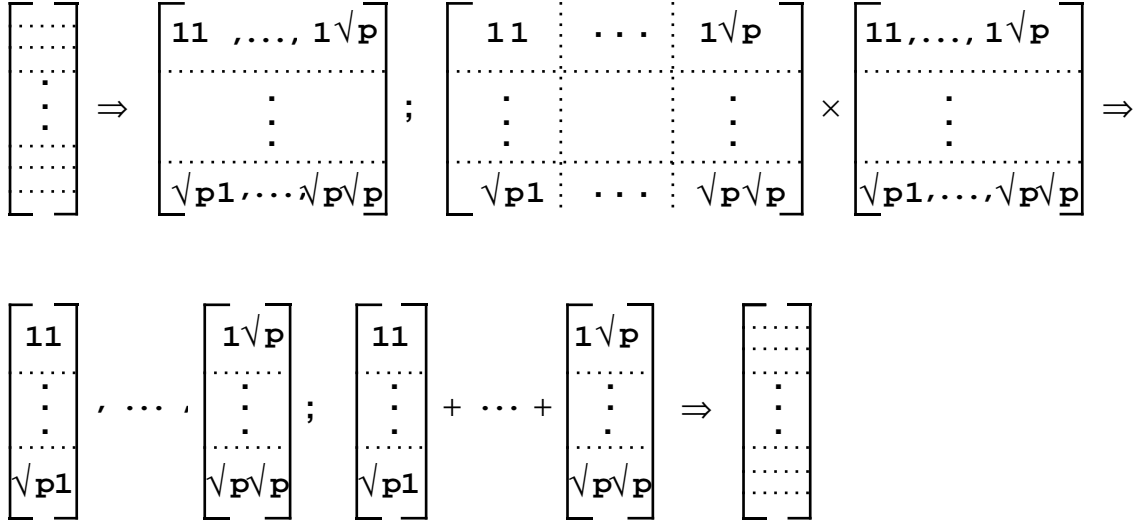 ⇒ 11 ,..., 1√p ; 11 ... 1√p × 11,..., 1√p ⇒
√p1,...,√p√p √p1 ... √p√p √p1,...,√p√p
11 1√p 11 1√p
, ... , ; + ... + ⇒
√p1 √p√p √p1 √p√p